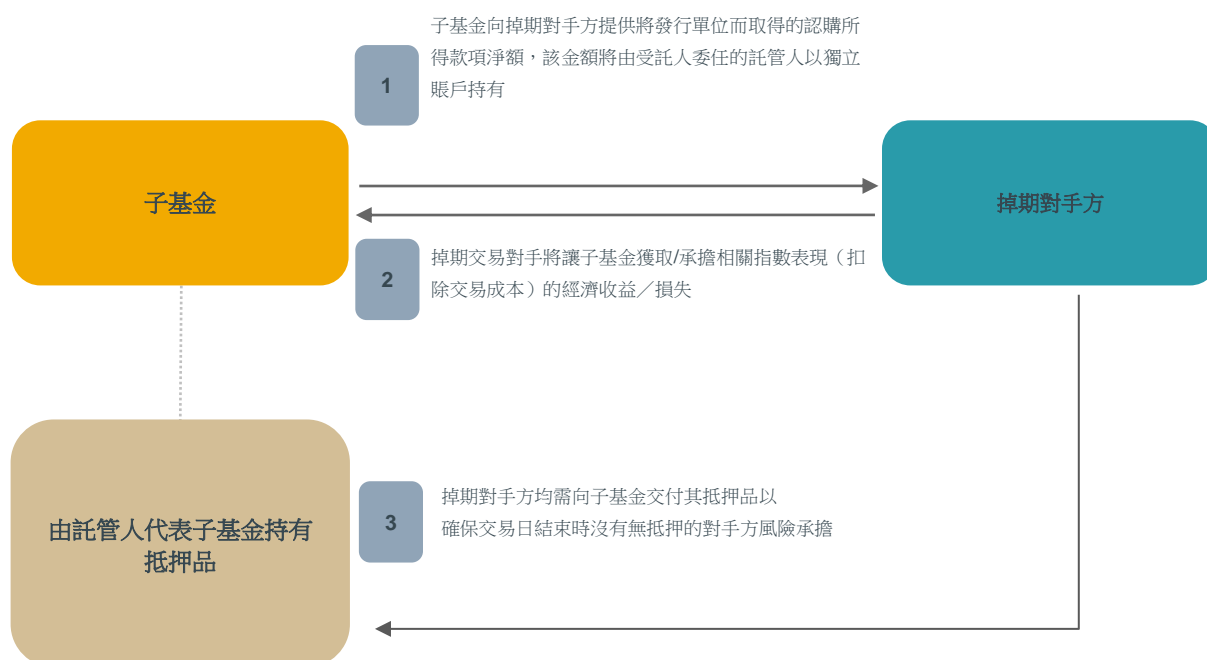 子基金向掉期對手方提供將發行單位而取得的認購所
得款項淨額，該金額將由受託人委任的託管人以獨立
賬戶持有
1
子基金
掉期對手方
2
掉期交易對手將讓子基金獲取/承擔相關指數表現（扣
除交易成本）的經濟收益／損失
由託管人代表子基金持有
抵押品
3
掉期對手方均需向子基金交付其抵押品以
確保交易日結束時沒有無抵押的對手方風險承擔